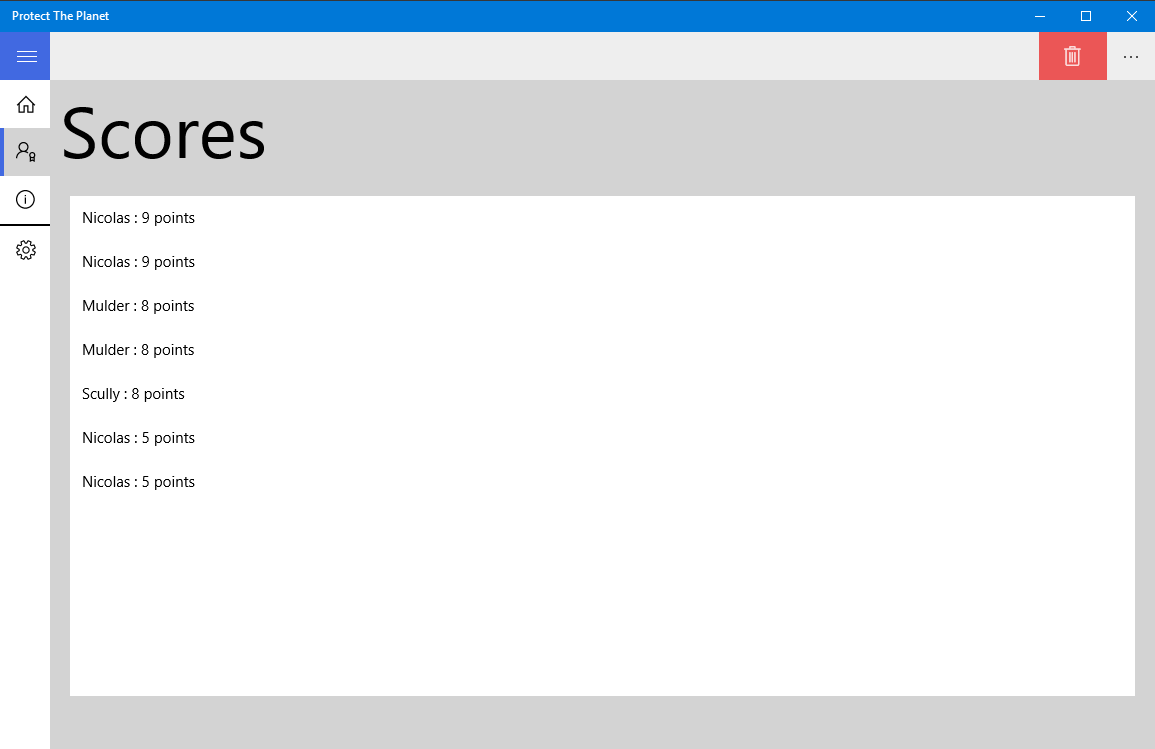 Protect The Planet
Scores
Nicolas : 9 points
Nicolas : 9 points
Mulder : 8 points
Mulder : 8 points
Scully : 8 points
Nicolas : 5 points
Nicolas : 5 points